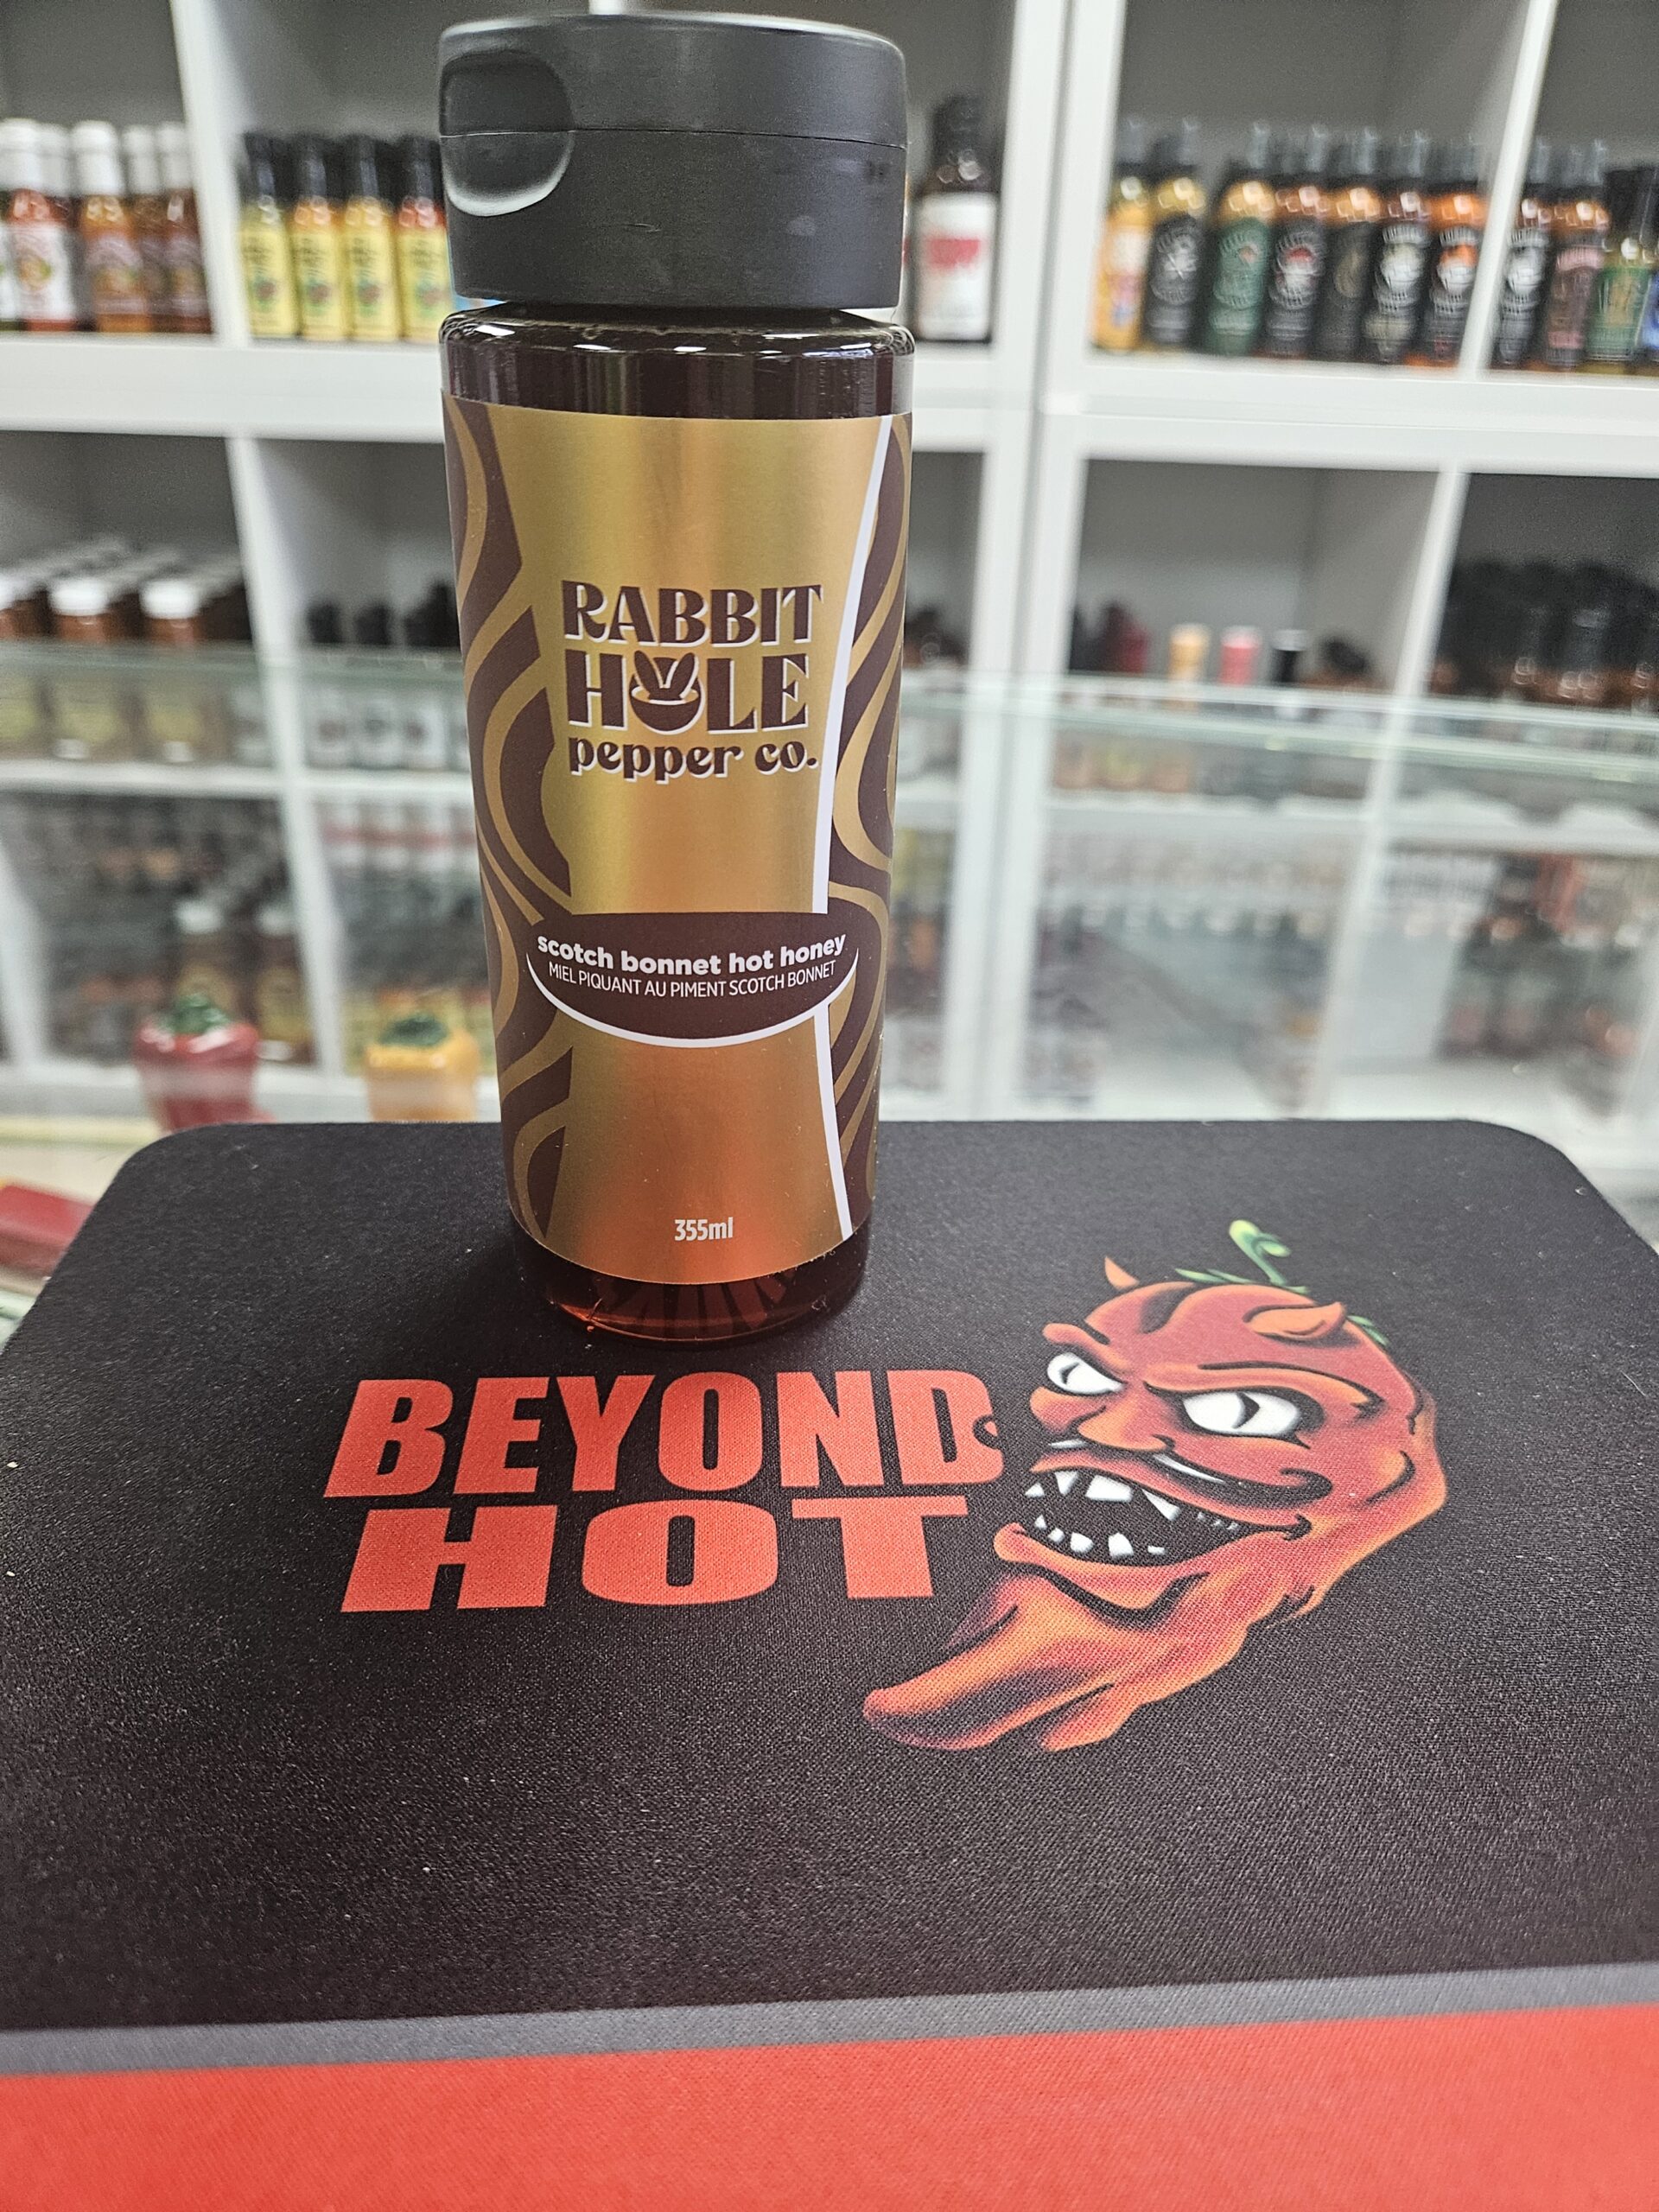 RABBIT
HOLE
pepper co.
scotch bonnet hot honey
MIEL PIQUANT AU PIMENT SCOTCH BONNET
355ml
BEYOND
HOT